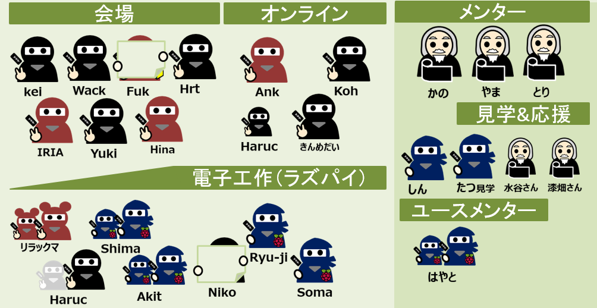 会場
オンライン
メンター
kei
Wack
Fuk
Hrt
Ank
Koh
かの
やま
とり
IRIA
Yuki
Hina
Haruc
きんめだい
見学&応援
しん
たつ見学
水谷さん
漆畑さん
電子工作(ラズパイ)
リラックマ
Shima
Haruc
Akit
Niko
Ryu-ji
Soma
ユースメンター
はやと